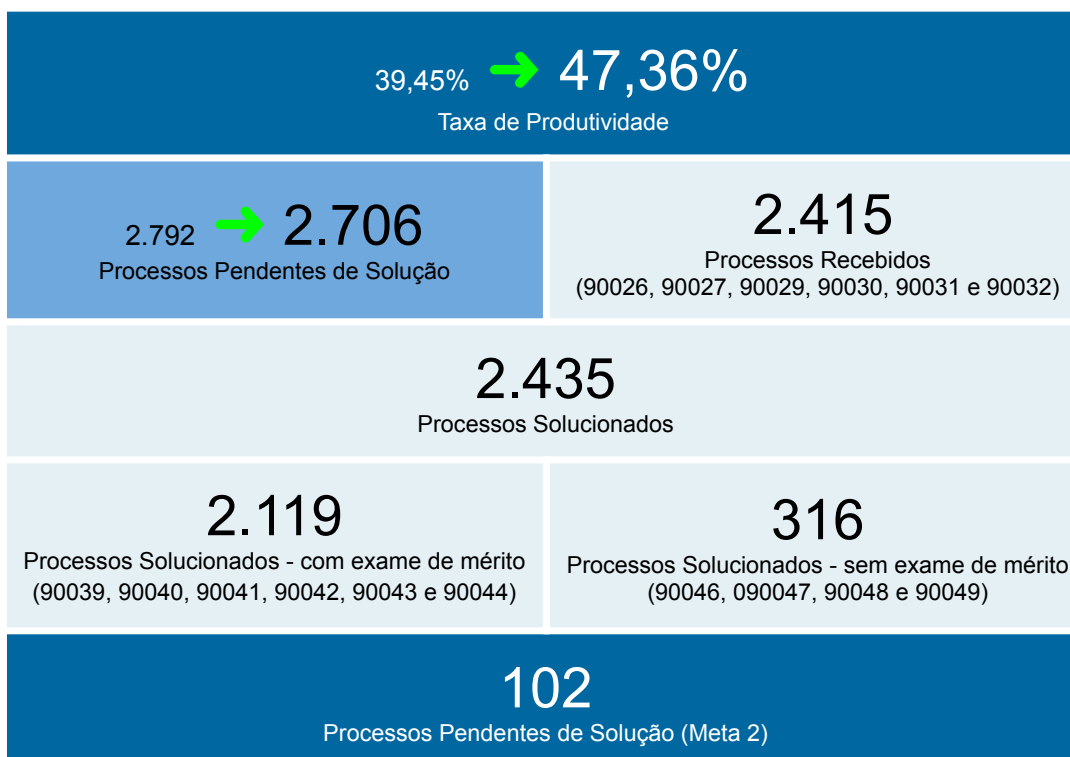 39,45% ➜ 47,36%
Taxa de Produtividade
2.792 ➜ 2.706
Processos Pendentes de Solução
2.415
Processos Recebidos
(90026, 90027, 90029, 90030, 90031 e 90032)
2.435
Processos Solucionados
2.119
Processos Solucionados - com exame de mérito
(90039, 90040, 90041, 90042, 90043 e 90044)
316
Processos Solucionados - sem exame de mérito
(90046, 090047, 90048 e 90049)
102
Processos Pendentes de Solução (Meta 2)